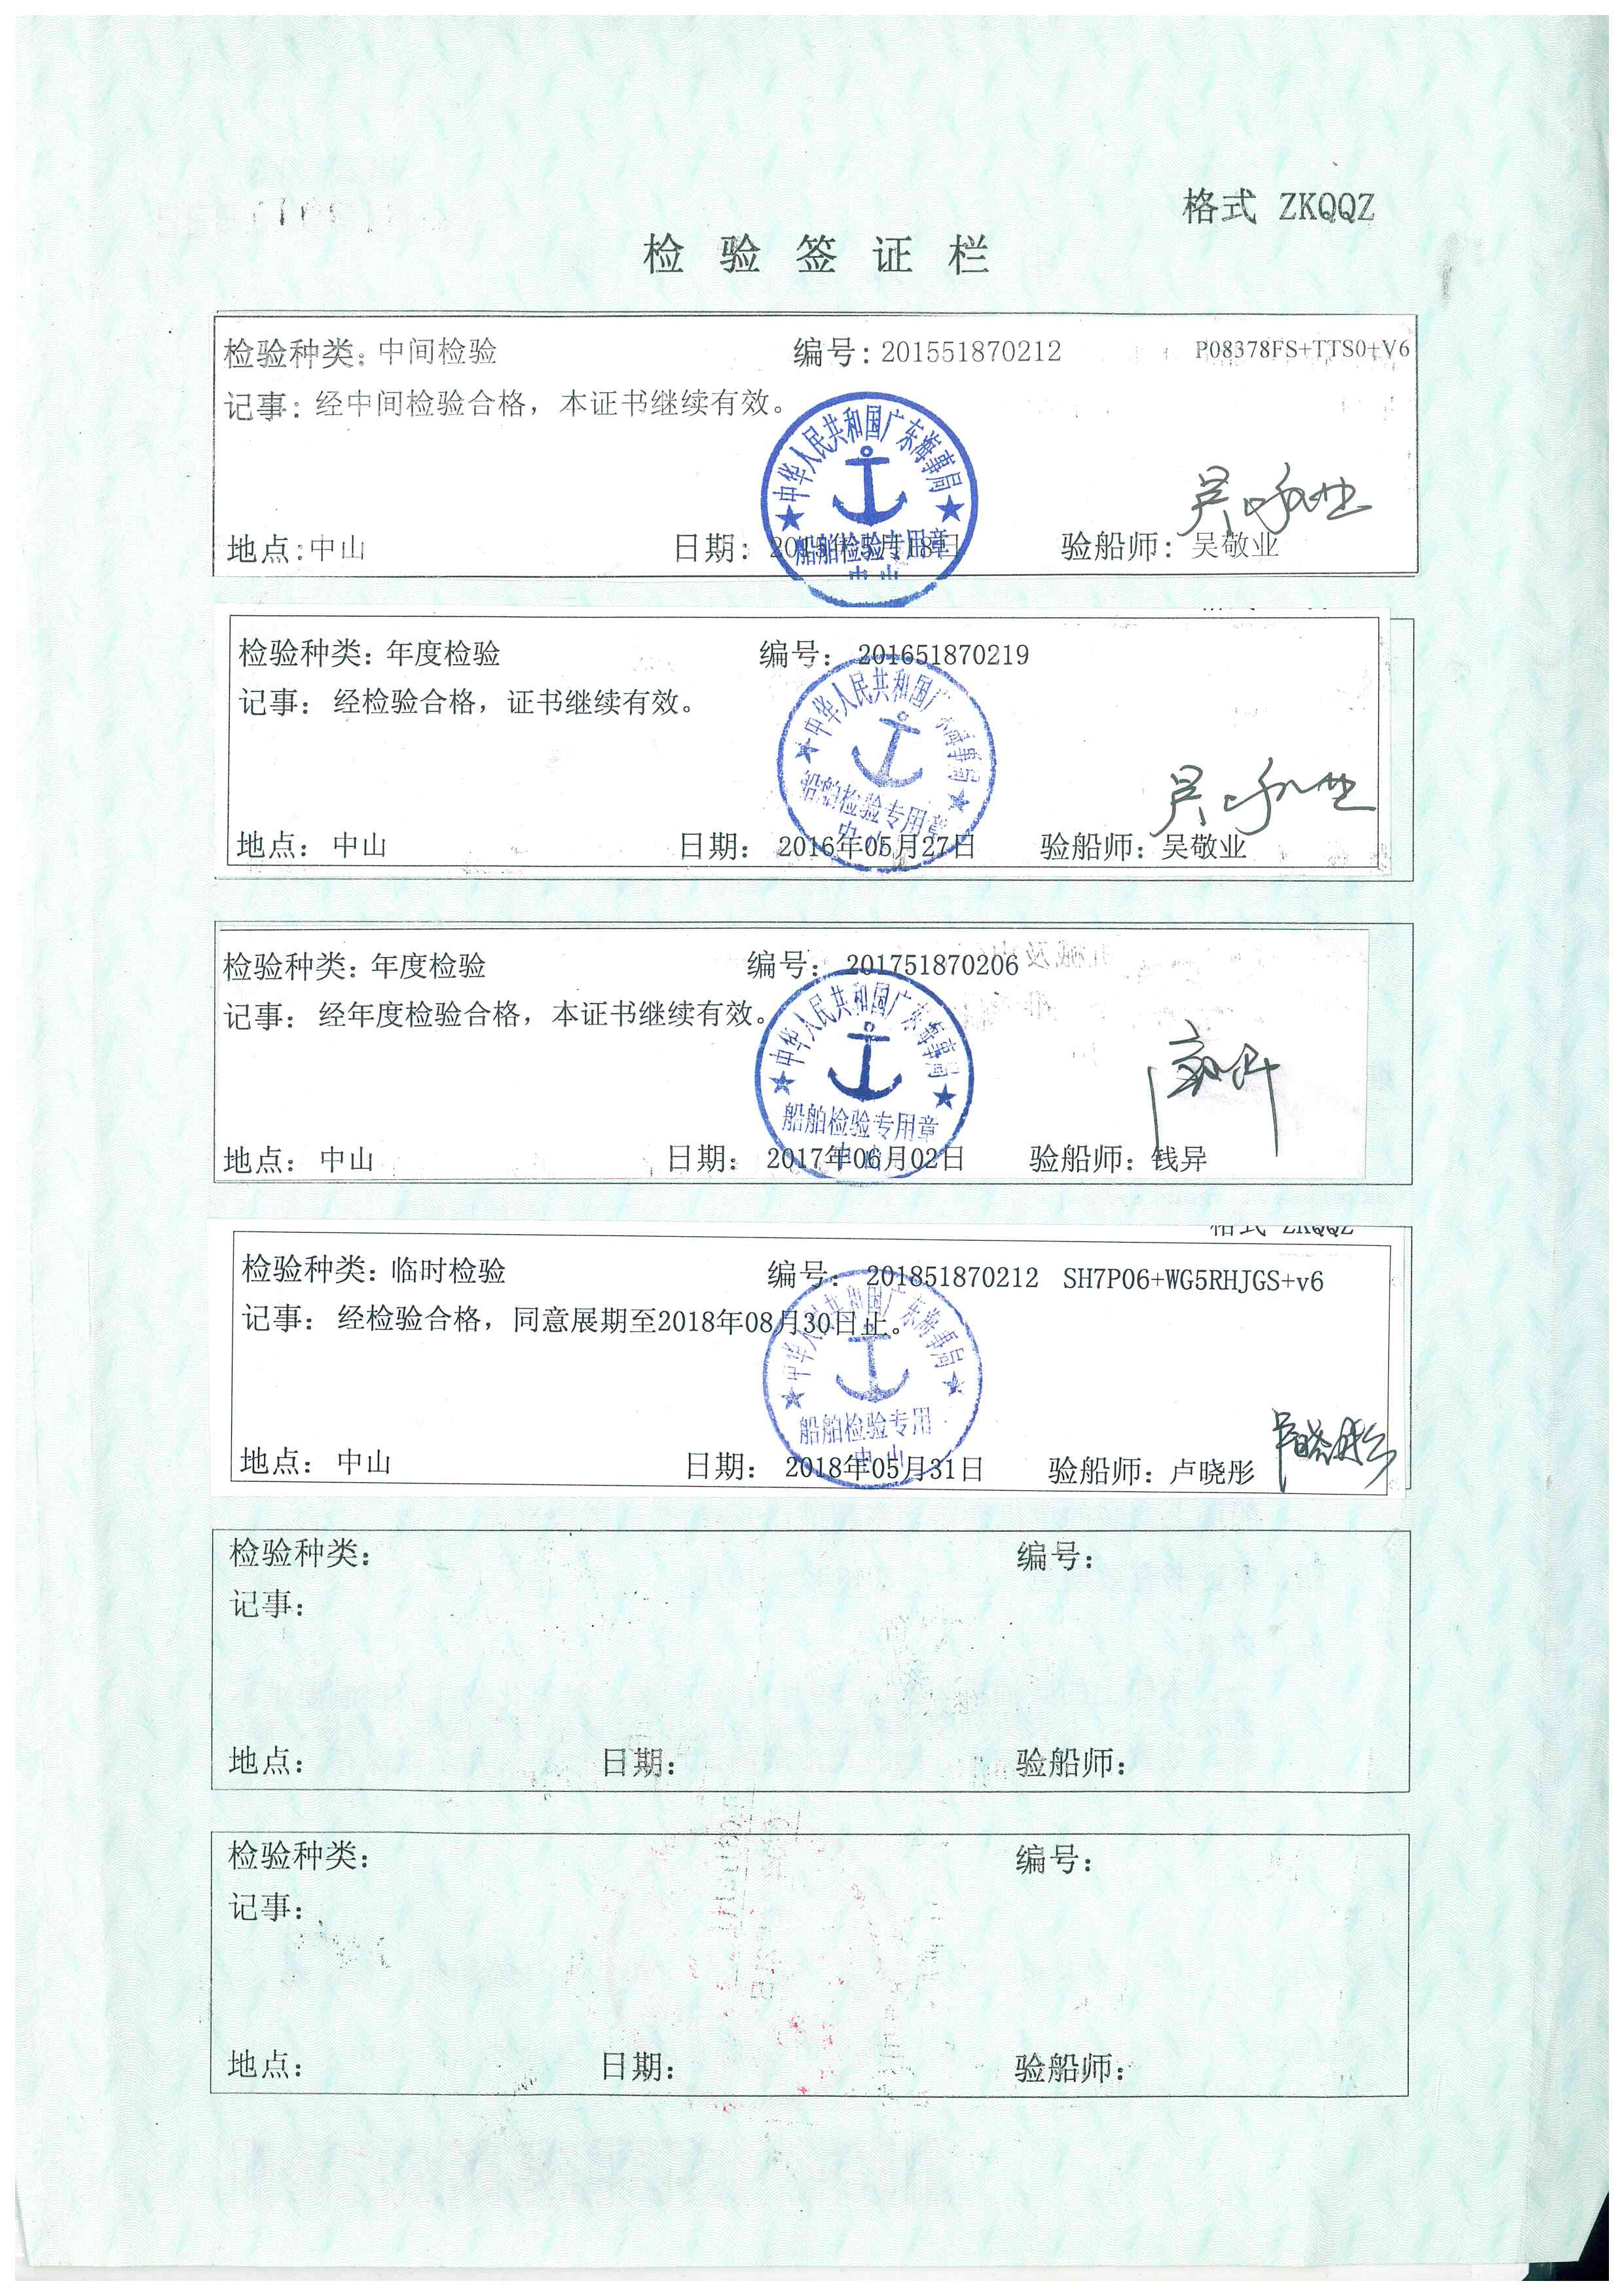 格式 ZKQQZ
检验签证栏
检验种类：中间检验 编号：201551870212 P08378FS+TTS0+V6
记事：经中间检验合格，本证书继续有效。
中华人民共和国广东海事局
船舶检验专用章
中山
地点：中山 日期： 验船师：吴敬业
检验种类：年度检验 编号： 201651870219
记事： 经检验合格，证书继续有效。
中华人民共和国广东海事局
船舶检验专用章
中山
地点： 中山 日期： 2016年05月27日 验船师：吴敬业
检验种类：年度检验 编号： 201751870206
记事： 经年度检验合格，本证书继续有效。
中华人民共和国广东海事局
船舶检验专用章
中山
地点： 中山 日期： 2017年06月02日 验船师：钱异
格式 ZKQQZ
检验种类：临时检验 编号： 201851870212 SH7P06+WG5RHJGS+v6
记事： 经检验合格，同意展期至2018年08月30日止。
中华人民共和国广东海事局
船舶检验专用
中山
地点： 中山 日期： 2018年05月31日 验船师：卢晓彤
检验种类： 编号：
记事：
地点： 日期： 验船师：
检验种类： 编号：
记事：
地点： 日期： 验船师：